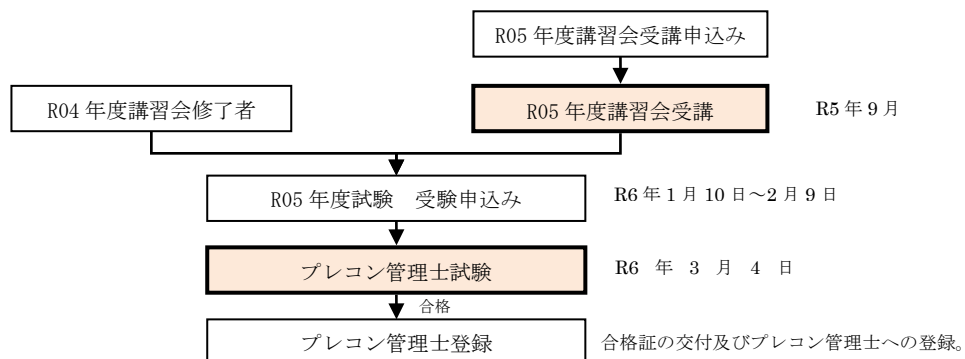 R05 年度講習会受講申込み
R04 年度講習会修了者
R05 年度講習会受講
R5 年 9 月
R05 年度試験　受験申込み
R6 年 1 月 10 日～2 月 9 日
プレコン管理士試験
R6 年 3 月 4 日
合格
プレコン管理士登録
合格証の交付及びプレコン管理士への登録。